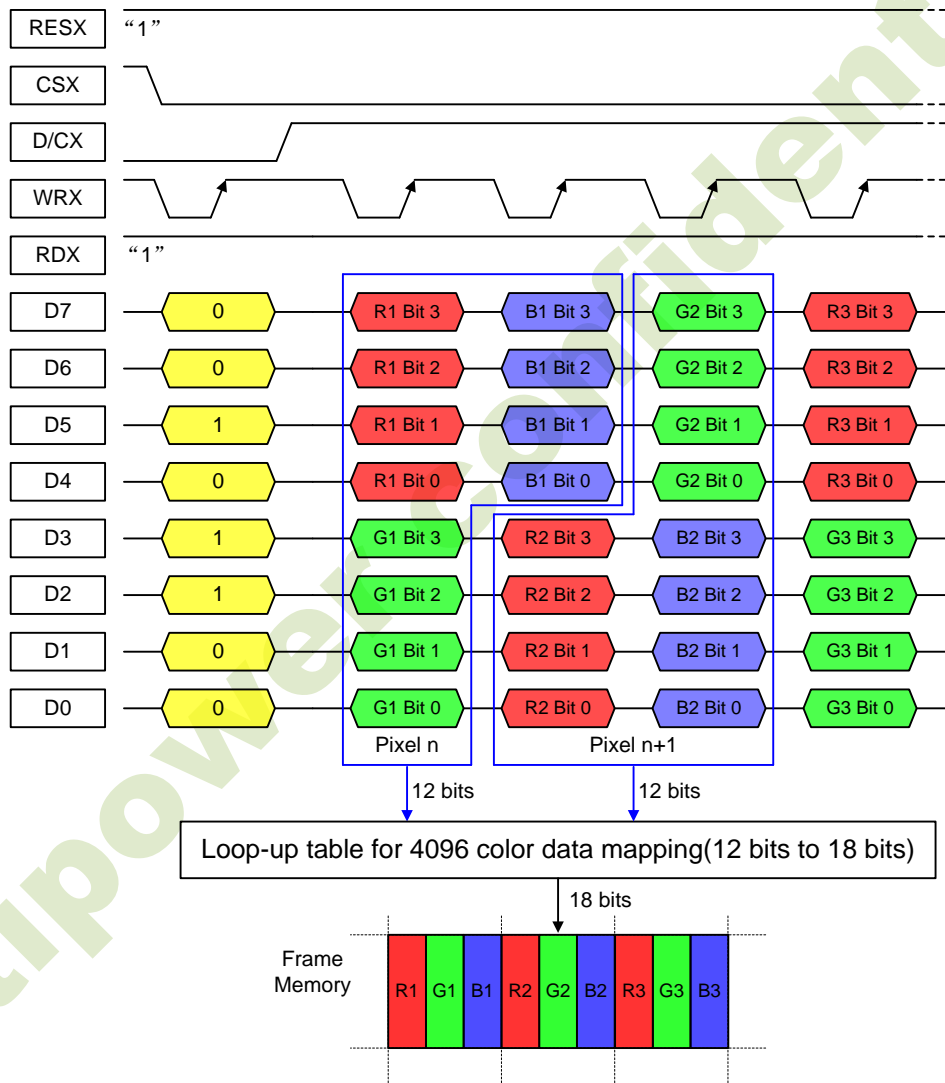 RESX “1”
CSX
D/CX
WRX
RDX “1”
D7 0 R1 Bit 3 B1 Bit 3 G2 Bit 3 R3 Bit 3
D6 0 R1 Bit 2 B1 Bit 2 G2 Bit 2 R3 Bit 2
D5 1 R1 Bit 1 B1 Bit 1 G2 Bit 1 R3 Bit 1
D4 0 R1 Bit 0 B1 Bit 0 G2 Bit 0 R3 Bit 0
D3 1 G1 Bit 3 R2 Bit 3 B2 Bit 3 G3 Bit 3
D2 1 G1 Bit 2 R2 Bit 2 B2 Bit 2 G3 Bit 2
D1 0 G1 Bit 1 R2 Bit 1 B2 Bit 1 G3 Bit 1
D0 0 G1 Bit 0 R2 Bit 0 B2 Bit 0 G3 Bit 0
Pixel n Pixel n+1
12 bits 12 bits
Loop-up table for 4096 color data mapping(12 bits to 18 bits)
18 bits
Frame
Memory
R1 G1 B1 R2 G2 B2 R3 G3 B3
tipower confident